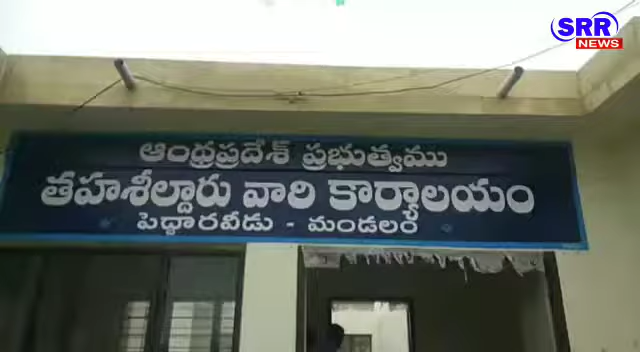 SRR
NEWS
ఆంధ్రప్రదేశ్ ప్రభుత్వము
తహశీల్దారు వారి కార్యాలయం
పెద్దారవీడు - మండలం